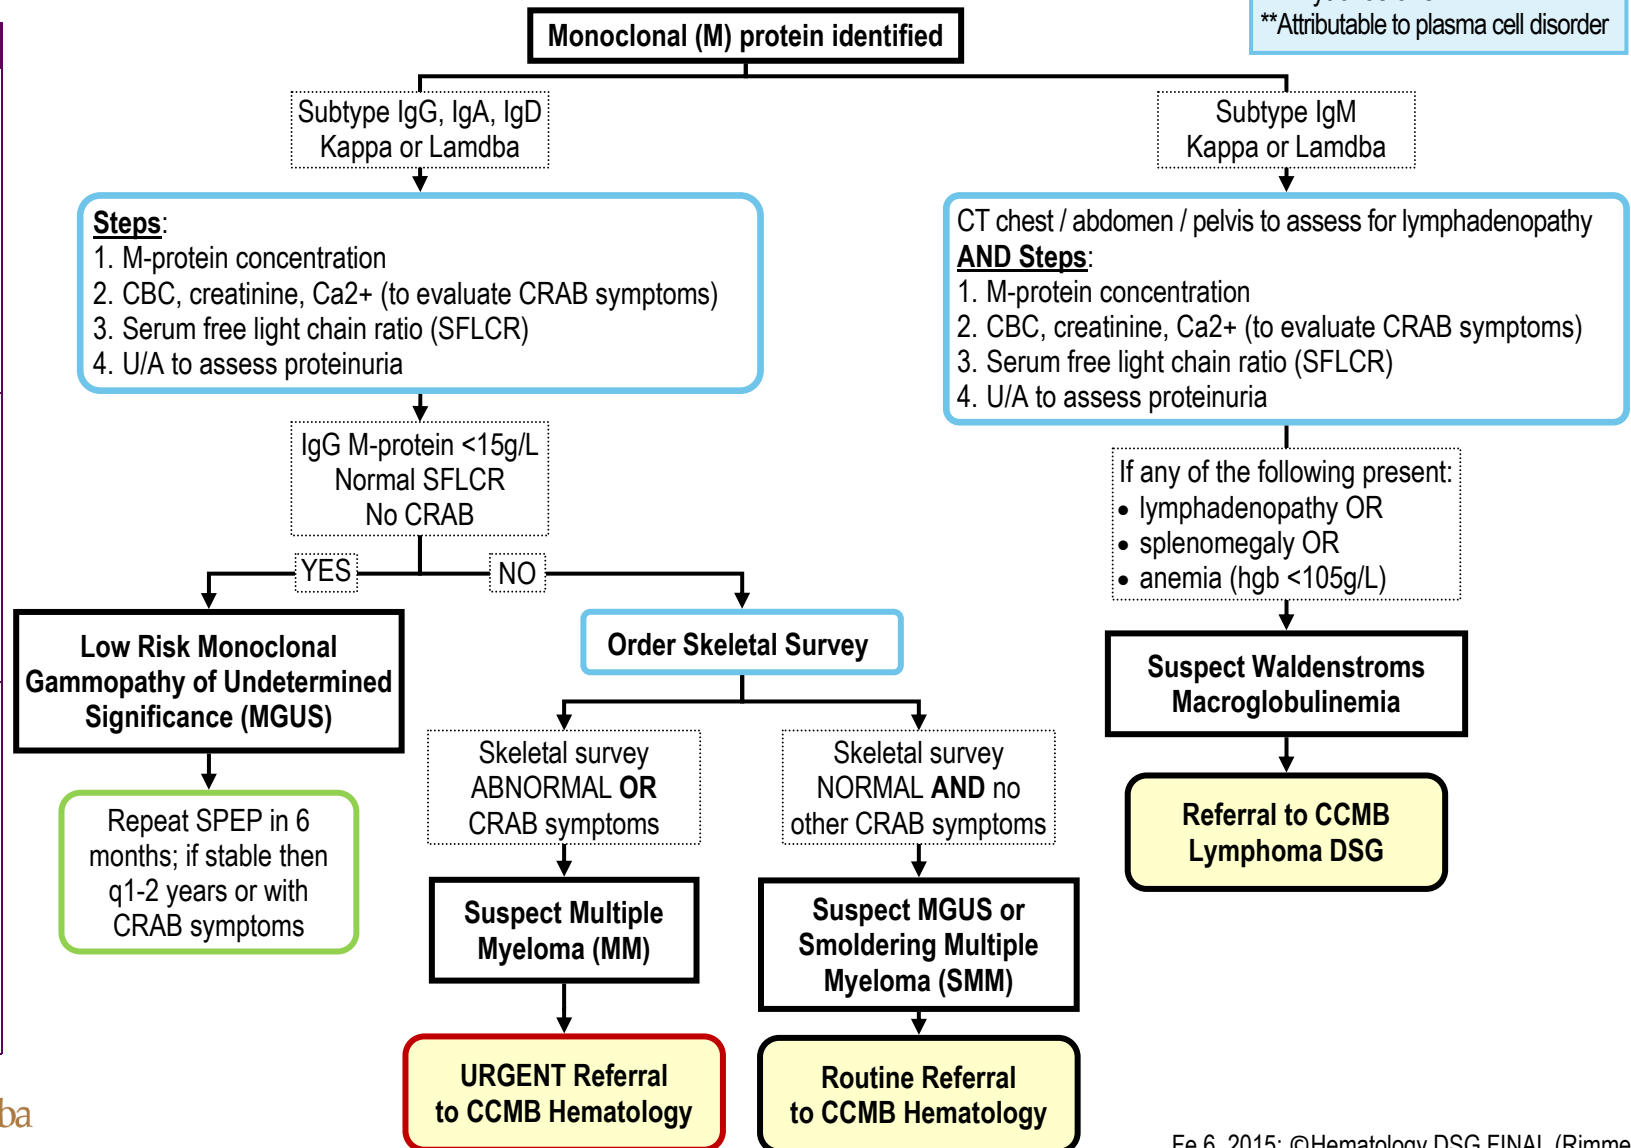 **Attributable to plasma cell disorder
Monoclonal (M) protein identified
Subtype IgG, IgA, IgD
Kappa or Lamdba
Subtype IgM
Kappa or Lamdba
Steps:
1. M-protein concentration
2. CBC, creatinine, Ca2+ (to evaluate CRAB symptoms)
3. Serum free light chain ratio (SFLCR)
4. U/A to assess proteinuria
CT chest / abdomen / pelvis to assess for lymphadenopathy
AND Steps:
1. M-protein concentration
2. CBC, creatinine, Ca2+ (to evaluate CRAB symptoms)
3. Serum free light chain ratio (SFLCR)
4. U/A to assess proteinuria
IgG M-protein <15g/L
Normal SFLCR
No CRAB
If any of the following present:
• lymphadenopathy OR
• splenomegaly OR
• anemia (hgb <105g/L)
YES
NO
Low Risk Monoclonal
Gammopathy of Undetermined
Significance (MGUS)
Order Skeletal Survey
Suspect Waldenstroms
Macroglobulinemia
Skeletal survey
ABNORMAL OR
CRAB symptoms
Skeletal survey
NORMAL AND no
other CRAB symptoms
Repeat SPEP in 6
months; if stable then
q1-2 years or with
CRAB symptoms
Referral to CCMB
Lymphoma DSG
Suspect Multiple
Myeloma (MM)
Suspect MGUS or
Smoldering Multiple
Myeloma (SMM)
URGENT Referral
to CCMB Hematology
Routine Referral
to CCMB Hematology
ba
Fe 6, 2015: ©Hematology DSG FINAL (Rimme